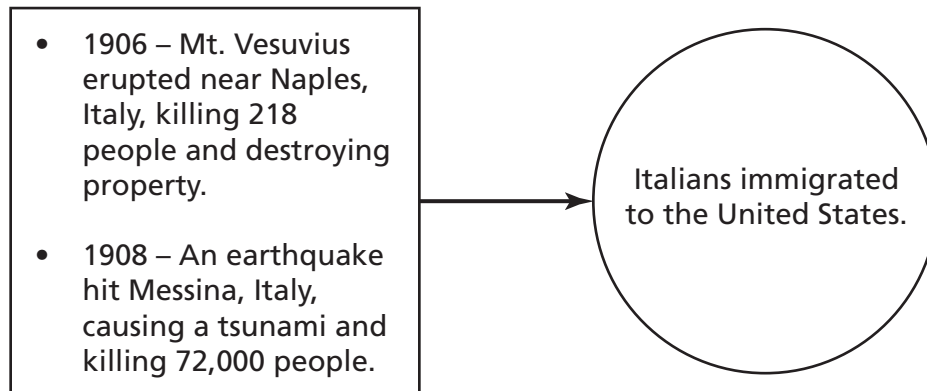 • 1906 – Mt. Vesuvius
erupted near Naples,
Italy, killing 218
people and destroying
property.
• 1908 – An earthquake
hit Messina, Italy,
causing a tsunami and
killing 72,000 people.
Italians immigrated
to the United States.